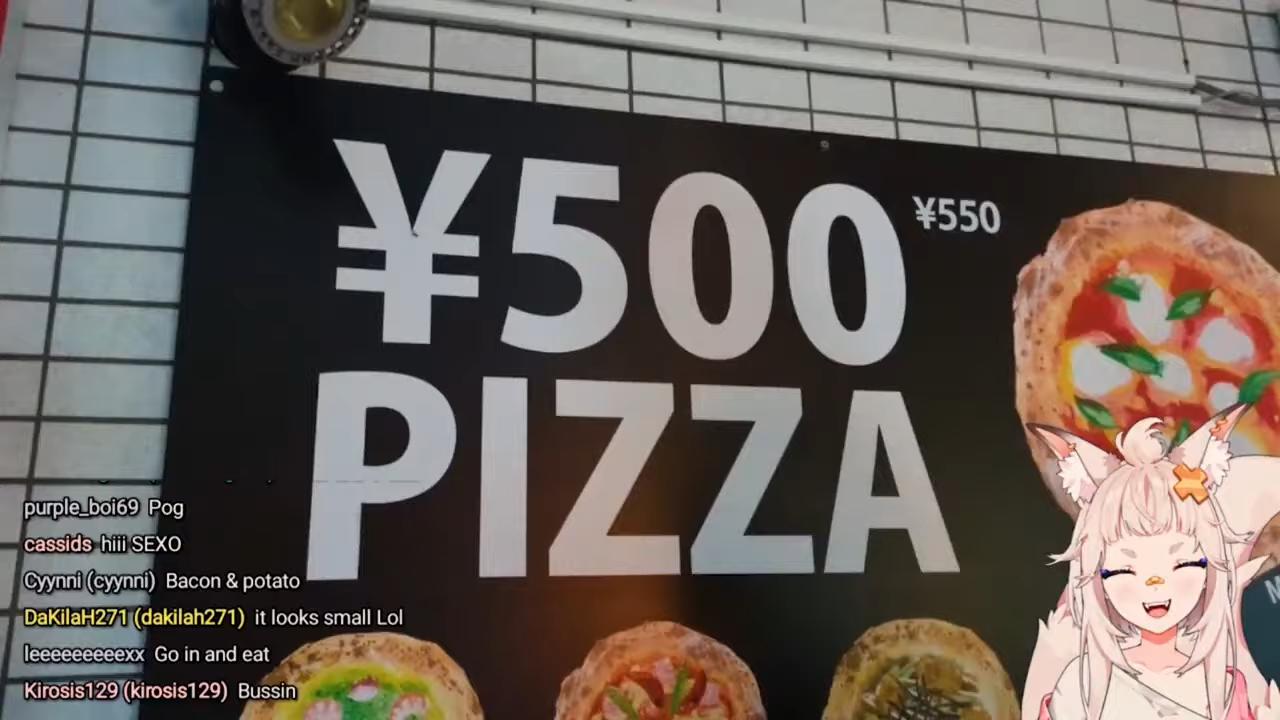 ¥500 ¥550
PIZZA
purple_boi69 Pog
cassids hiii SEXO
Cyynni (cyynni) Bacon & potato
DaKilaH271 (dakilah271) it looks small Lol
leeeeeeeeexx Go in and eat
Kirosis129 (kirosis129) Bussin